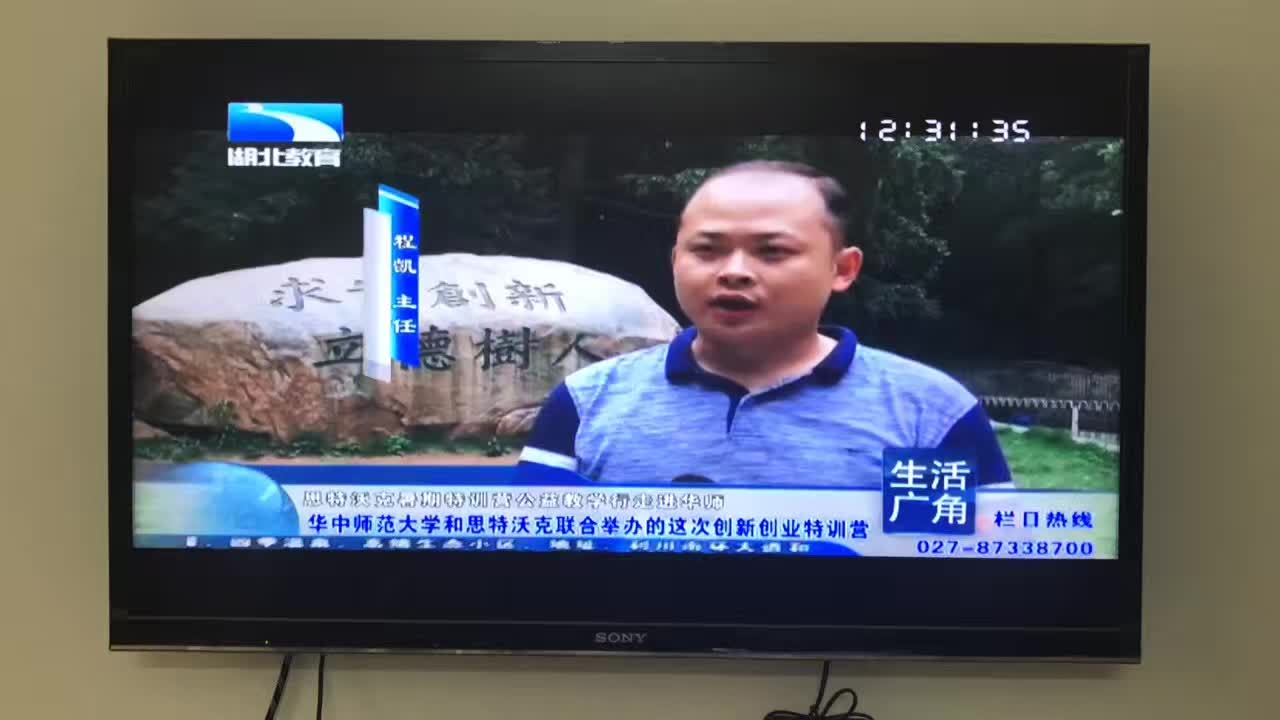 湖北教育
12:31:35
程凯 主任
求 創新
立德樹人
思特沃克暑期特训营公益教学行走进华师
华中师范大学和思特沃克联合举办的这次创新创业特训营
生活
广角
栏目热线
027-87338700
SONY